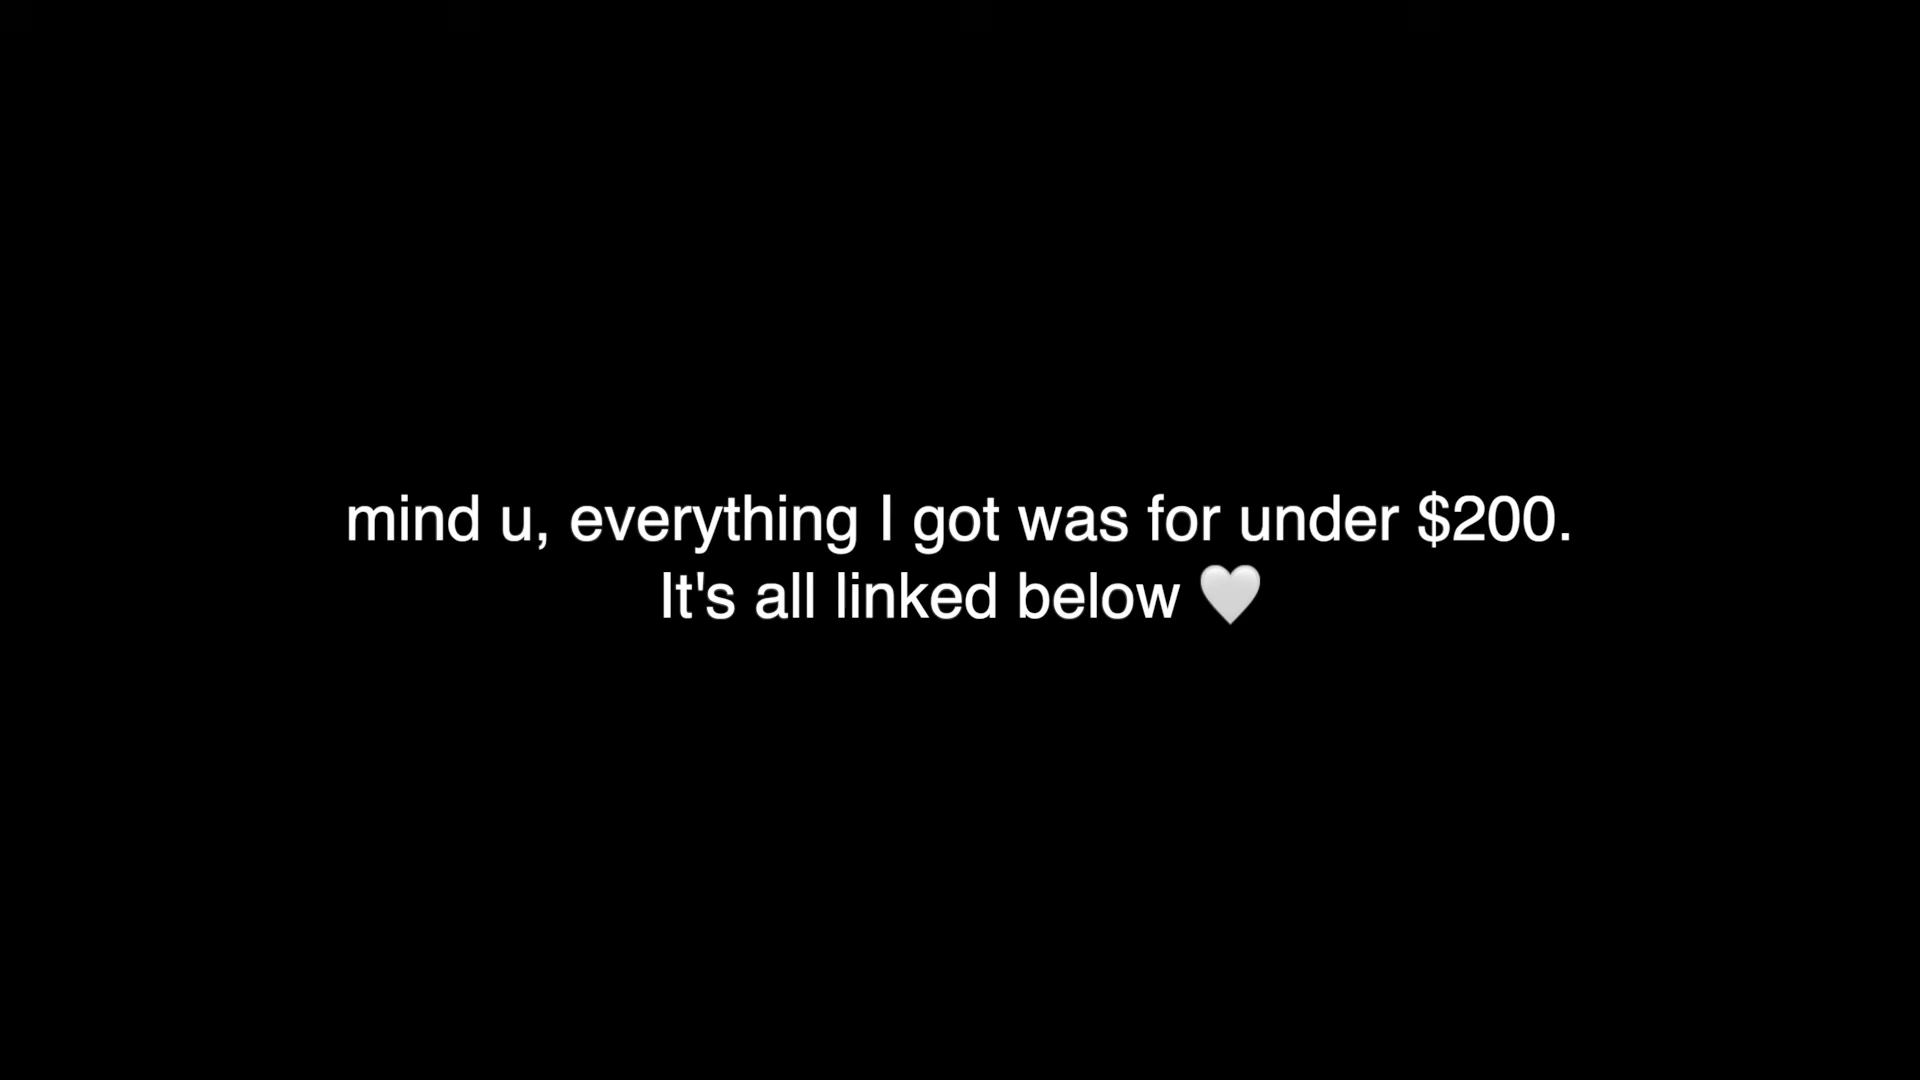 mind u, everything I got was for under $200.
It's all linked below 🤍